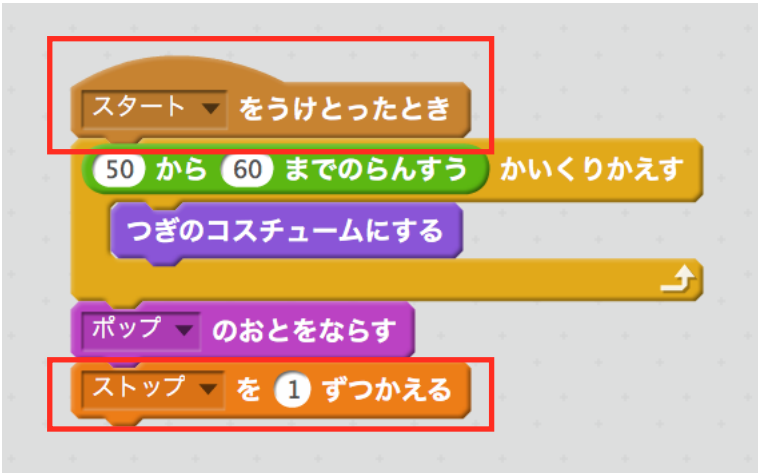 スタート をうけとったとき
50 から 60 までのらんすう かいくりかえす
つぎのコスチュームにする
ポップ のおとをならす
ストップ を 1 ずつかえる